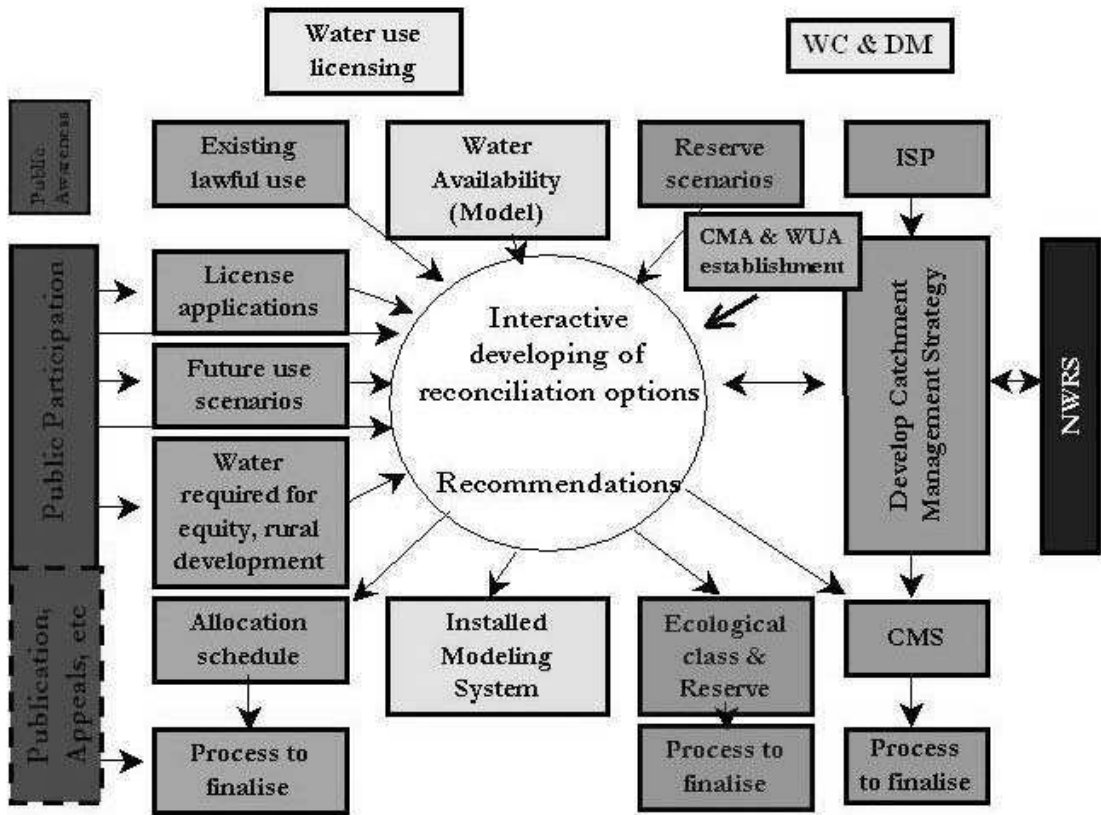 Water use
licensing
WC & DM
Public
Awareness
Existing
lawful use
Water
Availability
(Model)
Reserve
scenarios
ISP
CMA & WUA
establishment
Public Participation
License
applications
Future use
scenarios
Water
required for
equity, rural
development
Interactive
developing of
reconciliation options
Recommendations
Develop Catchment
Management Strategy
NWRS
Publication,
Appeals, etc
Allocation
schedule
Installed
Modeling
System
Ecological
class &
Reserve
CMS
Process to
finalise
Process to
finalise
Process
to finalise